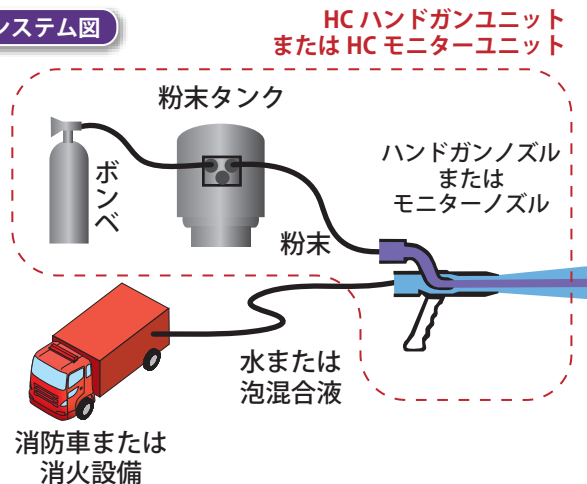 ステム図
HC ハンドガンユニット
または HC モニターユニット
粉末タンク
ボンベ
ハンドガンノズル
または
モニターノズル
粉末
水または
泡混合液
消防車または
消火設備